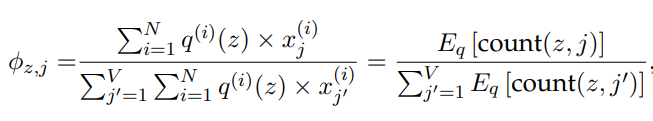 \phi_{z,j} = \frac{\sum_{i=1}^{N} q^{(i)}(z) \times x_j^{(i)}}{\sum_{j'=1}^{V} \sum_{i=1}^{N} q^{(i)}(z) \times x_{j'}^{(i)}} = \frac{E_q [\text{count}(z, j)]}{\sum_{j'=1}^{V} E_q [\text{count}(z, j')]},